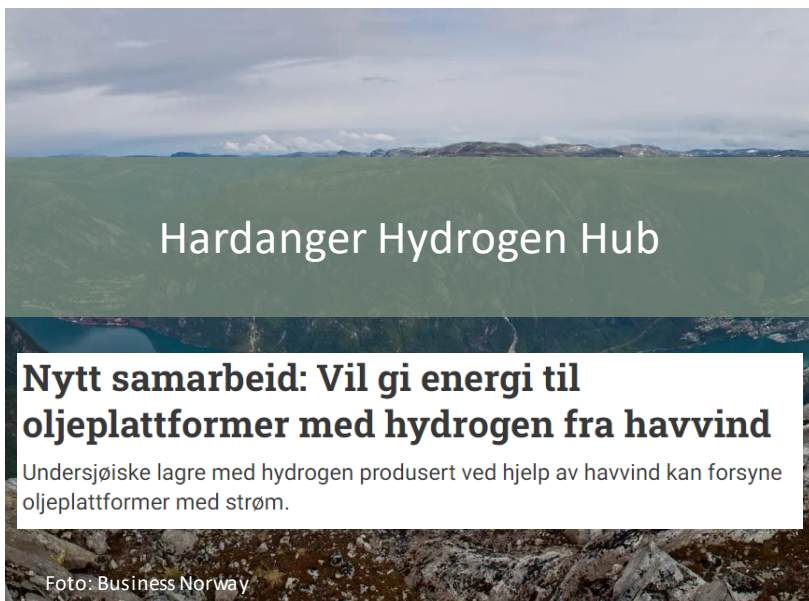 Hardanger Hydrogen Hub
Nytt samarbeid: Vil gi energi til
oljeplattformer med hydrogen fra havvind
Undersjøiske lagre med hydrogen produsert ved hjelp av havvind kan forsyne
oljeplattformer med strøm.
Foto: Business Norway